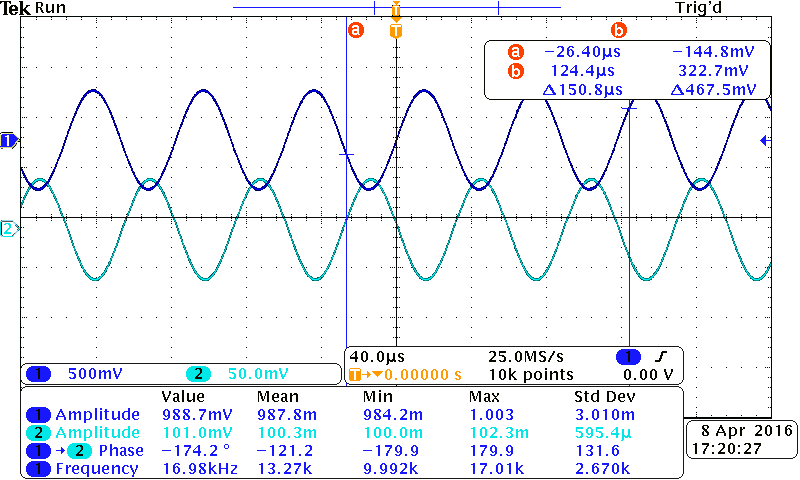 Tek Run Trig'd
a b
T
T
a −26.40µs −144.8mV
b 124.4µs 322.7mV
Δ150.8µs Δ467.5mV
1
2
1 500mV 2 50.0mV
40.0µs 25.0MS/s 1
T→▼0.00000 s 10k points 0.00 V
Value Mean Min Max Std Dev
1 Amplitude 988.7mV 987.8m 984.2m 1.003 3.010m
2 Amplitude 101.0mV 100.3m 100.0m 102.3m 595.4µ
1 → 2 Phase −174.2 ° −121.2 −179.9 179.9 131.6
1 Frequency 16.98kHz 13.27k 9.992k 17.01k 2.670k
8 Apr 2016
17:20:27